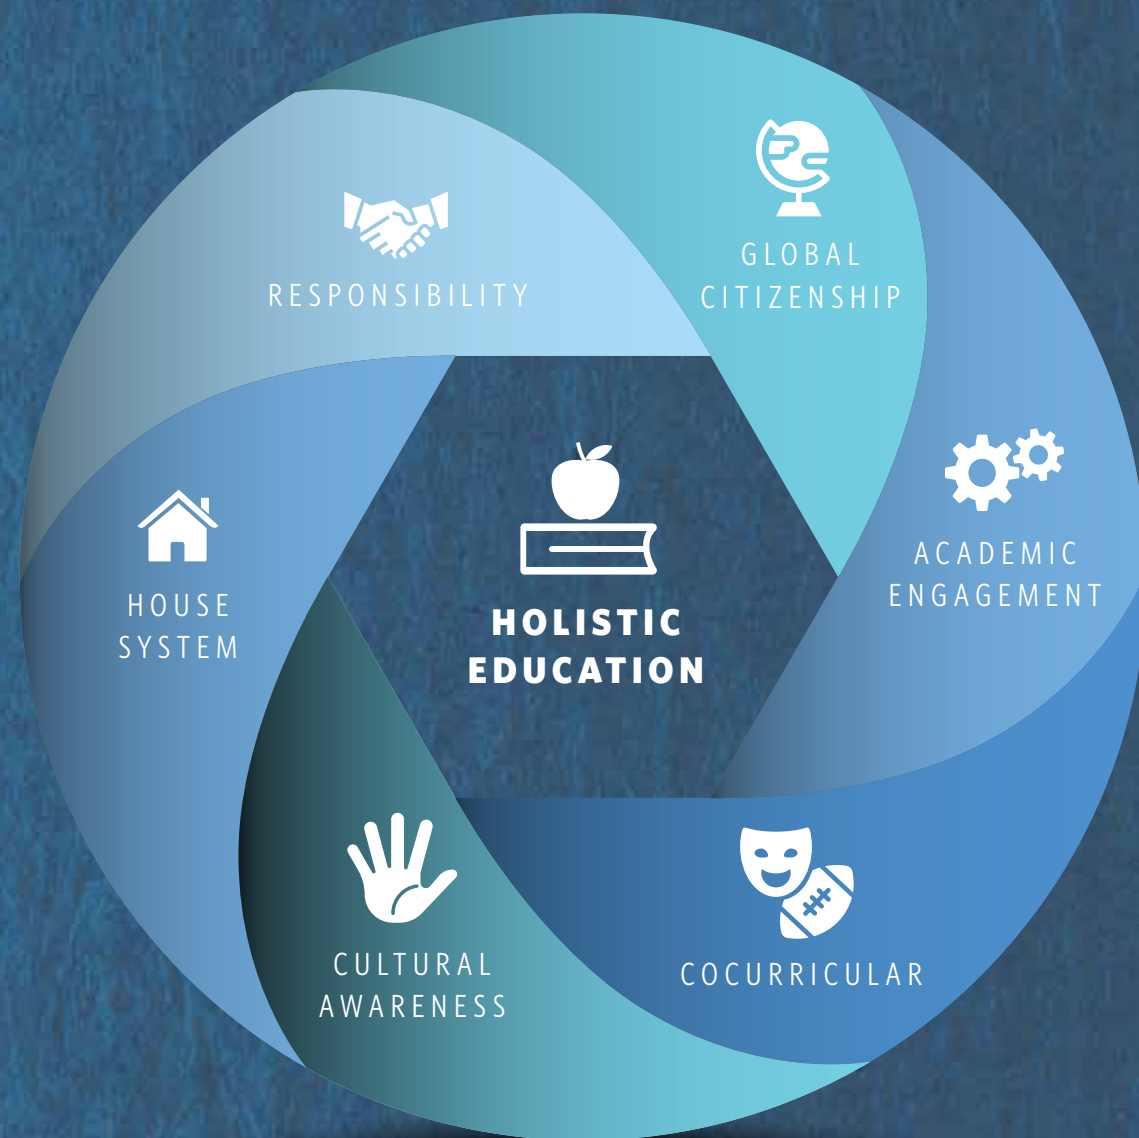 GLOBAL
CITIZENSHIP
RESPONSIBILITY
ACADEMIC
ENGAGEMENT
HOUSE
SYSTEM
HOLISTIC
EDUCATION
CULTURAL
AWARENESS
COCURRICULAR